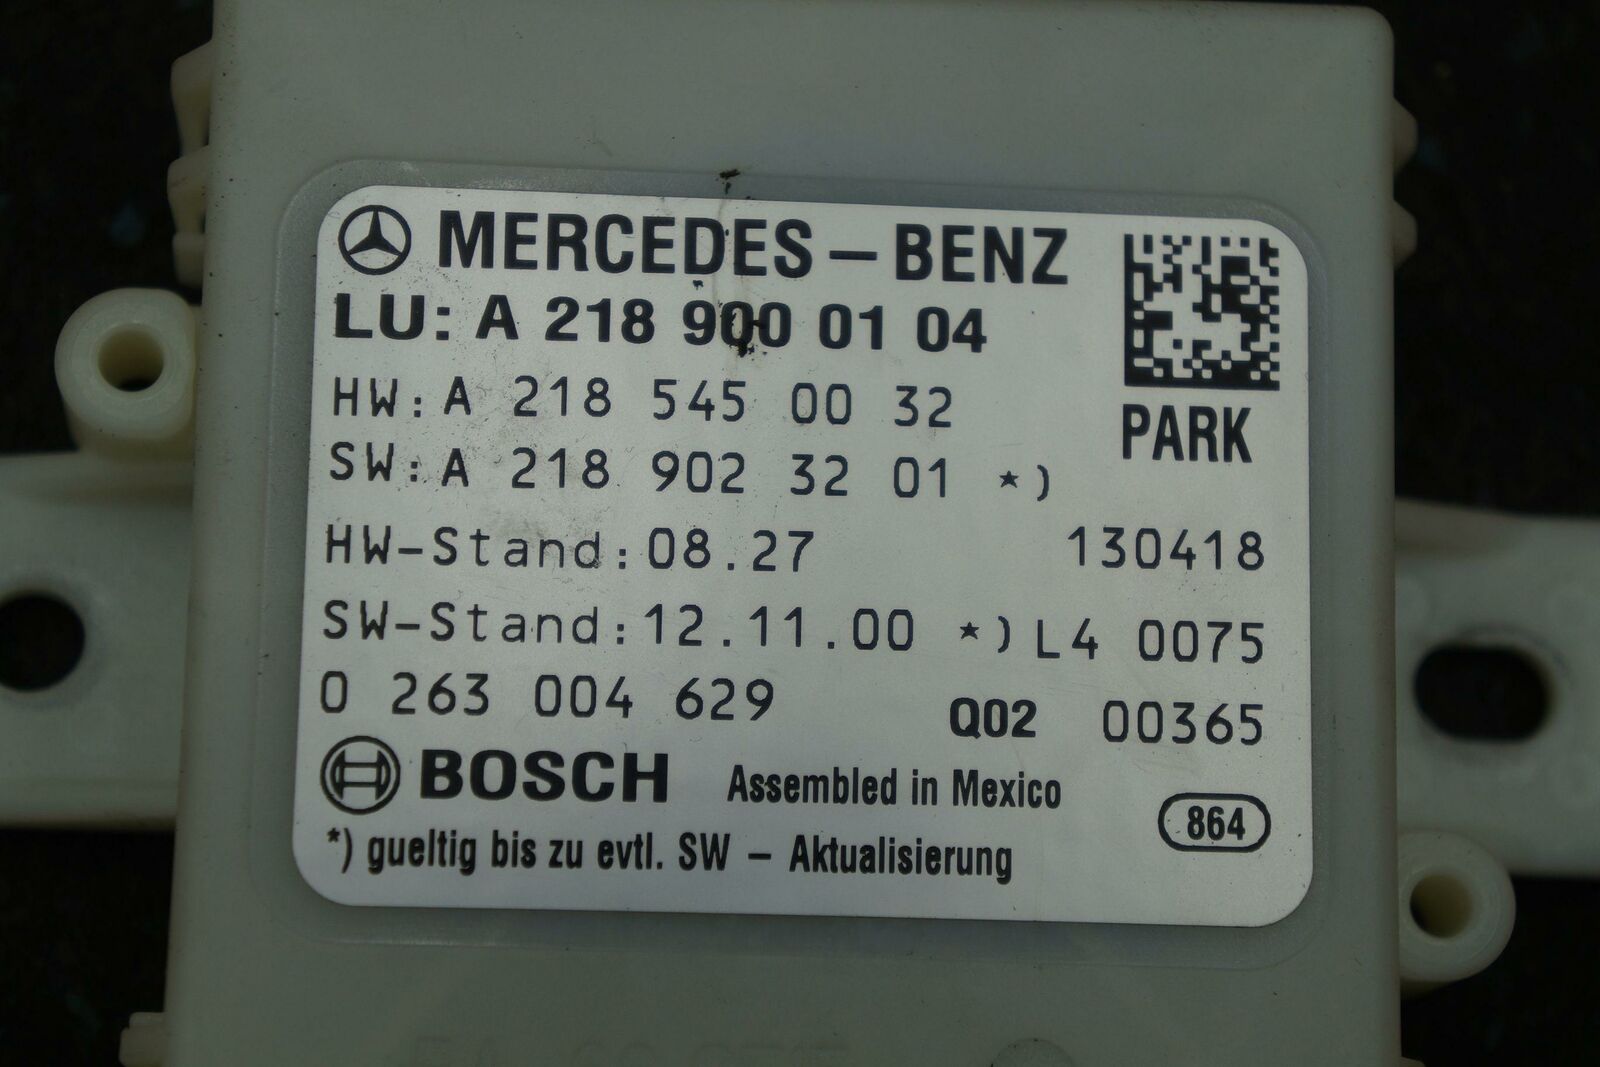 MERCEDES-BENZ
LU: A 218 900 01 04
HW: A 218 545 00 32
PARK
SW: A 218 902 32 01 *)
HW-Stand: 08.27 130418
SW-Stand: 12.11.00 *) L4 0075
0 263 004 629 Q02 00365
BOSCH Assembled in Mexico
864
*) gueltig bis zu evtl. SW - Aktualisierung